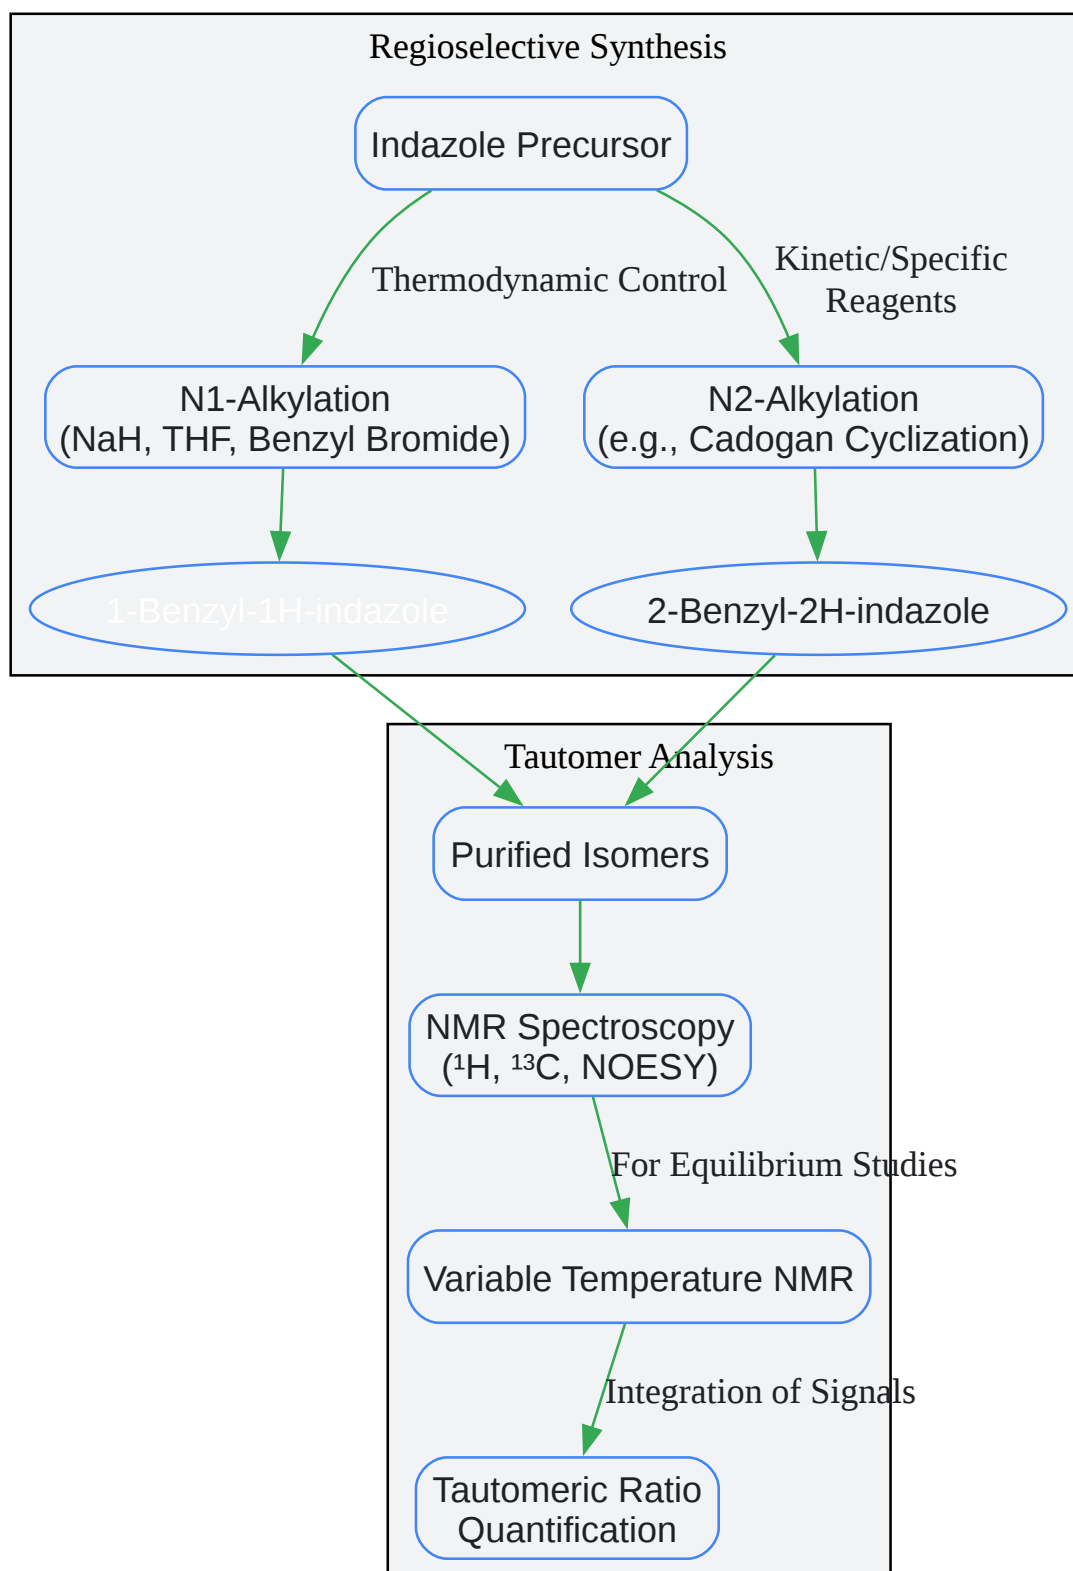 Regioselective Synthesis
Indazole Precursor
Thermodynamic Control
Kinetic/Specific
Reagents
N1-Alkylation
(NaH, THF, Benzyl Bromide)
N2-Alkylation
(e.g., Cadogan Cyclization)
1-Benzyl-1H-indazole
2-Benzyl-2H-indazole
Tautomer Analysis
Purified Isomers
NMR Spectroscopy
(¹H, ¹³C, NOESY)
For Equilibrium Studies
Variable Temperature NMR
Integration of Signals
Tautomeric Ratio
Quantification